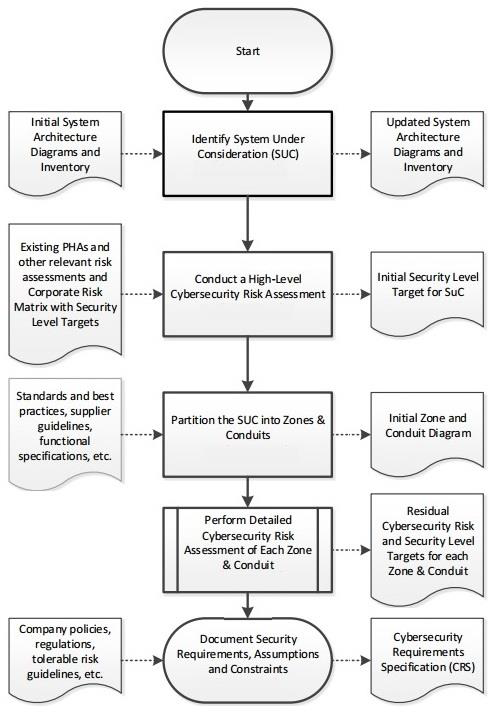 Start
Initial System
Architecture
Diagrams and
Inventory
Identify System Under
Consideration (SUC)
Updated System
Architecture
Diagrams and
Inventory
Existing PHAs and
other relevant risk
assessments and
Corporate Risk
Matrix with Security
Level Targets
Conduct a High-Level
Cybersecurity Risk Assessment
Initial Security Level
Target for SuC
Standards and best
practices, supplier
guidelines,
functional
specifications, etc.
Partition the SUC into Zones &
Conduits
Initial Zone and
Conduit Diagram
Perform Detailed
Cybersecurity Risk
Assessment of Each Zone
& Conduit
Residual
Cybersecurity Risk
and Security Level
Targets for each
Zone & Conduit
Company policies,
regulations,
tolerable risk
guidelines, etc.
Document Security
Requirements, Assumptions
and Constraints
Cybersecurity
Requirements
Specification (CRS)